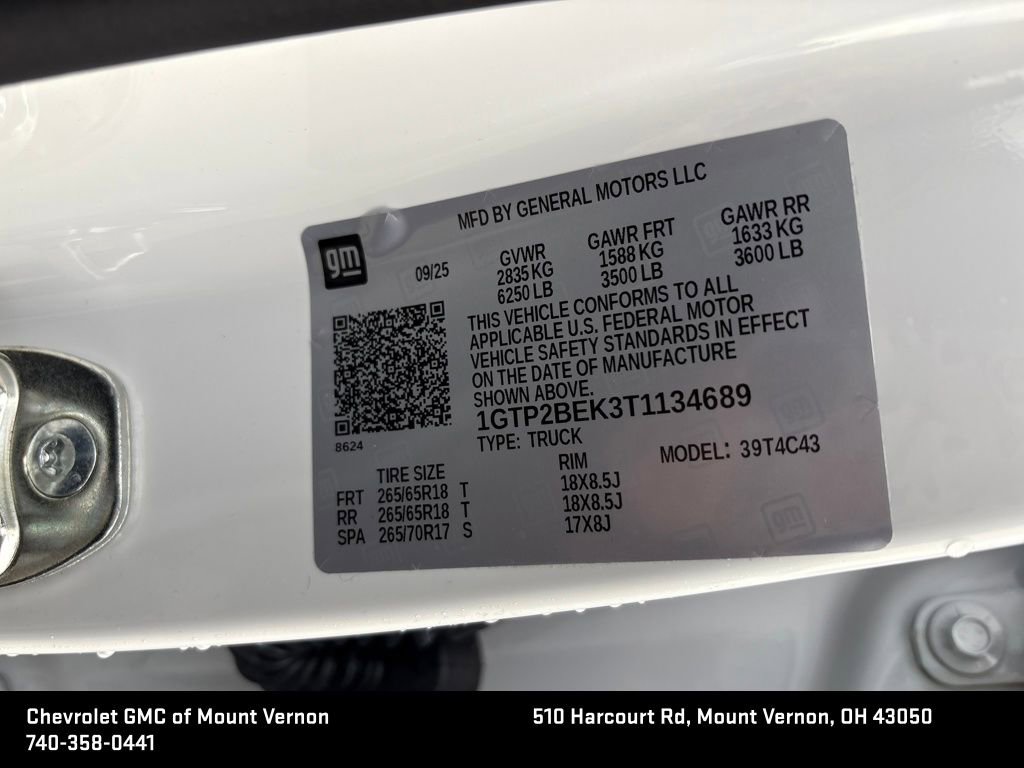 MFD BY GENERAL MOTORS LLC
gm
09/25
GVWR
2835 KG
6250 LB
GAWR FRT
1588 KG
3500 LB
GAWR RR
1633 KG
3600 LB
THIS VEHICLE CONFORMS TO ALL
APPLICABLE U.S. FEDERAL MOTOR
VEHICLE SAFETY STANDARDS IN EFFECT
ON THE DATE OF MANUFACTURE
SHOWN ABOVE.
1GTP2BEK3T1134689
8624
TYPE: TRUCK
MODEL: 39T4C43
TIRE SIZE RIM
FRT 265/65R18 T 18X8.5J
RR 265/65R18 T 18X8.5J
SPA 265/70R17 S 17X8J
gm
Chevrolet GMC of Mount Vernon
740-358-0441
510 Harcourt Rd, Mount Vernon, OH 43050